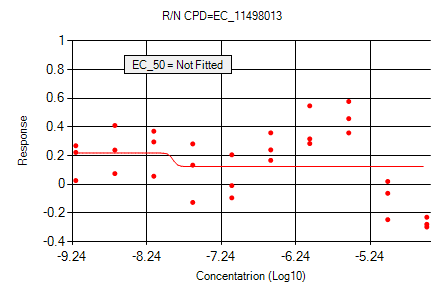 R/N CPD=EC_11498013
EC_50 = Not Fitted
Response
1
0.8
0.6
0.4
0.2
0
-0.2
-0.4
-9.24 -8.24 -7.24 -6.24 -5.24
Concentatrion (Log10)